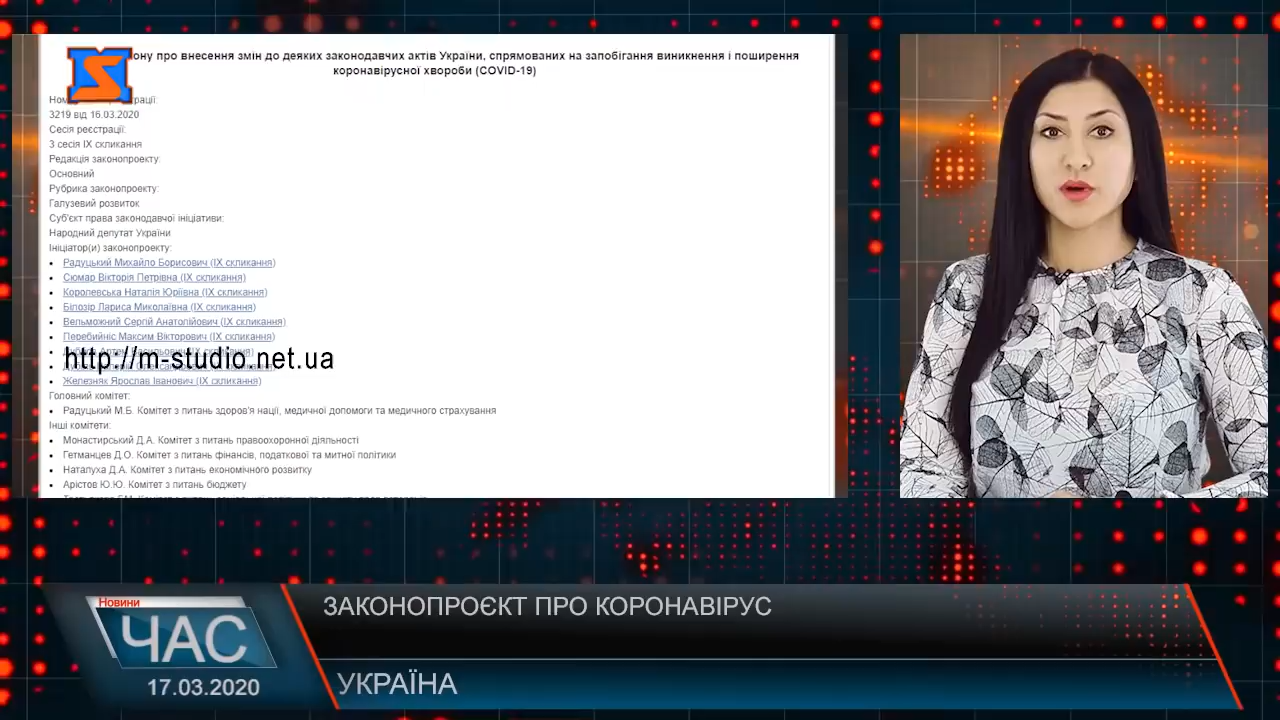 ону про внесення змін до деяких законодавчих актів України, спрямованих на запобігання виникнення і поширення
коронавірусної хвороби (COVID-19)
3219 від 16.03.2020
Сесія реєстрації:
3 сесія IX скликання
Редакція законопроекту:
Основний
Рубрика законопроекту:
Галузевий розвиток
Суб'єкт права законодавчої ініціативи:
Народний депутат України
Ініціатор(и) законопроекту:
Радуцький Михайло Борисович (IX скликання)
Сюмар Вікторія Петрівна (IX скликання)
Королевська Наталія Юріївна (IX скликання)
Білозір Лариса Миколаївна (IX скликання)
Вельможний Сергій Анатолійович (IX скликання)
Перебийніс Максим Вікторович (IX скликання)
http://m-studio.net.ua
Железняк Ярослав Іванович (IX скликання)
Головний комітет:
Радуцький М.Б. Комітет з питань здоров'я нації, медичної допомоги та медичного страхування
Інші комітети:
Монастирський Д.А. Комітет з питань правоохоронної діяльності
Гетманцев Д.О. Комітет з питань фінансів, податкової та митної політики
Наталуха Д.А. Комітет з питань економічного розвитку
Арістов Ю.Ю. Комітет з питань бюджету
Новини
ЧАС
17.03.2020
ЗАКОНОПРОЄКТ ПРО КОРОНАВІРУС
УКРАЇНА